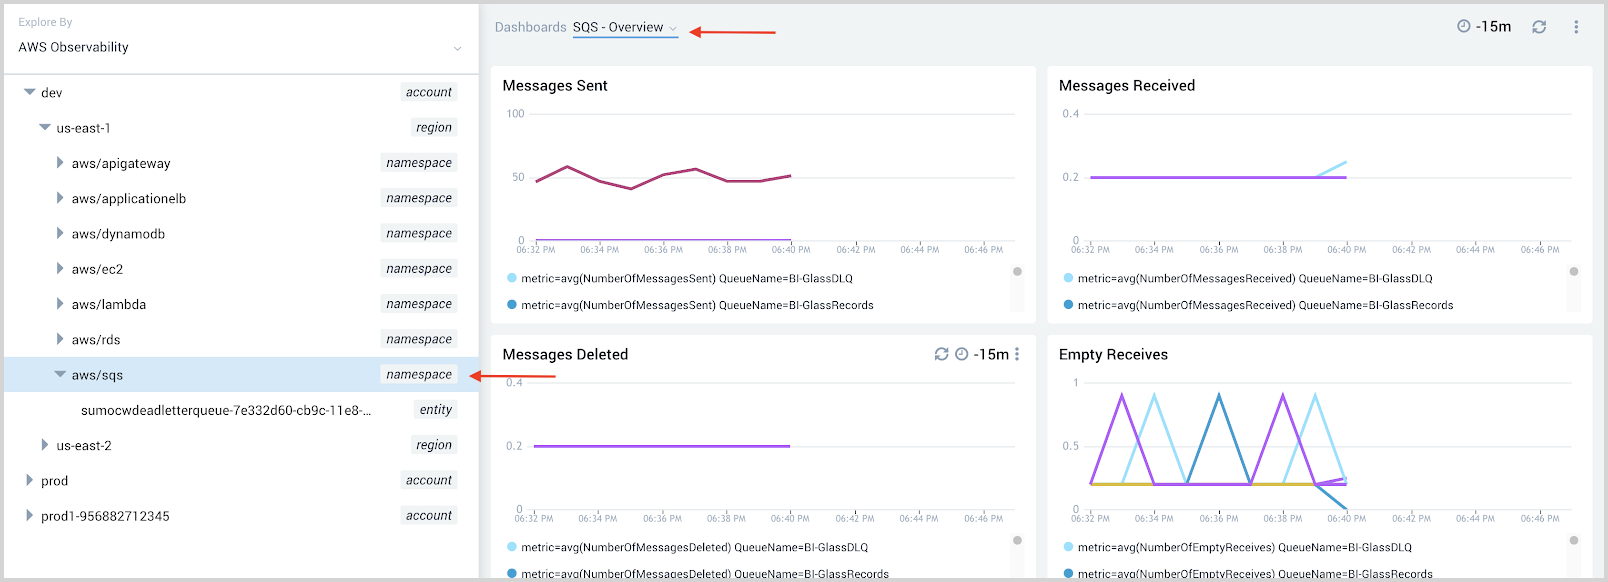 Explore By
AWS Observability
dev account
us-east-1 region
aws/apigateway namespace
aws/applicationelb namespace
aws/dynamodb namespace
aws/ec2 namespace
aws/lambda namespace
aws/rds namespace
aws/sqs namespace
sumocwdeadletterqueue-7e332d60-cb9c-11e8-... entity
us-east-2 region
prod account
prod1-956882712345 account
Dashboards SQS - Overview
-15m
Messages Sent
100
50
0
06:32 PM 06:34 PM 06:36 PM 06:38 PM 06:40 PM 06:42 PM 06:44 PM 06:46 PM
metric=avg(NumberOfMessagesSent) QueueName=BI-GlassDLQ
metric=avg(NumberOfMessagesSent) QueueName=BI-GlassRecords
Messages Received
0.4
0.2
0
06:32 PM 06:34 PM 06:36 PM 06:38 PM 06:40 PM 06:42 PM 06:44 PM 06:46 PM
metric=avg(NumberOfMessagesReceived) QueueName=BI-GlassDLQ
metric=avg(NumberOfMessagesReceived) QueueName=BI-GlassRecords
Messages Deleted -15m
0.4
0.2
0
06:32 PM 06:34 PM 06:36 PM 06:38 PM 06:40 PM 06:42 PM 06:44 PM 06:46 PM
metric=avg(NumberOfMessagesDeleted) QueueName=BI-GlassDLQ
metric=avg(NumberOfMessagesDeleted) QueueName=BI-GlassRecords
Empty Receives
1
0.5
0
06:32 PM 06:34 PM 06:36 PM 06:38 PM 06:40 PM 06:42 PM 06:44 PM 06:46 PM
metric=avg(NumberOfEmptyReceives) QueueName=BI-GlassDLQ
metric=avg(NumberOfEmptyReceives) QueueName=BI-GlassRecords